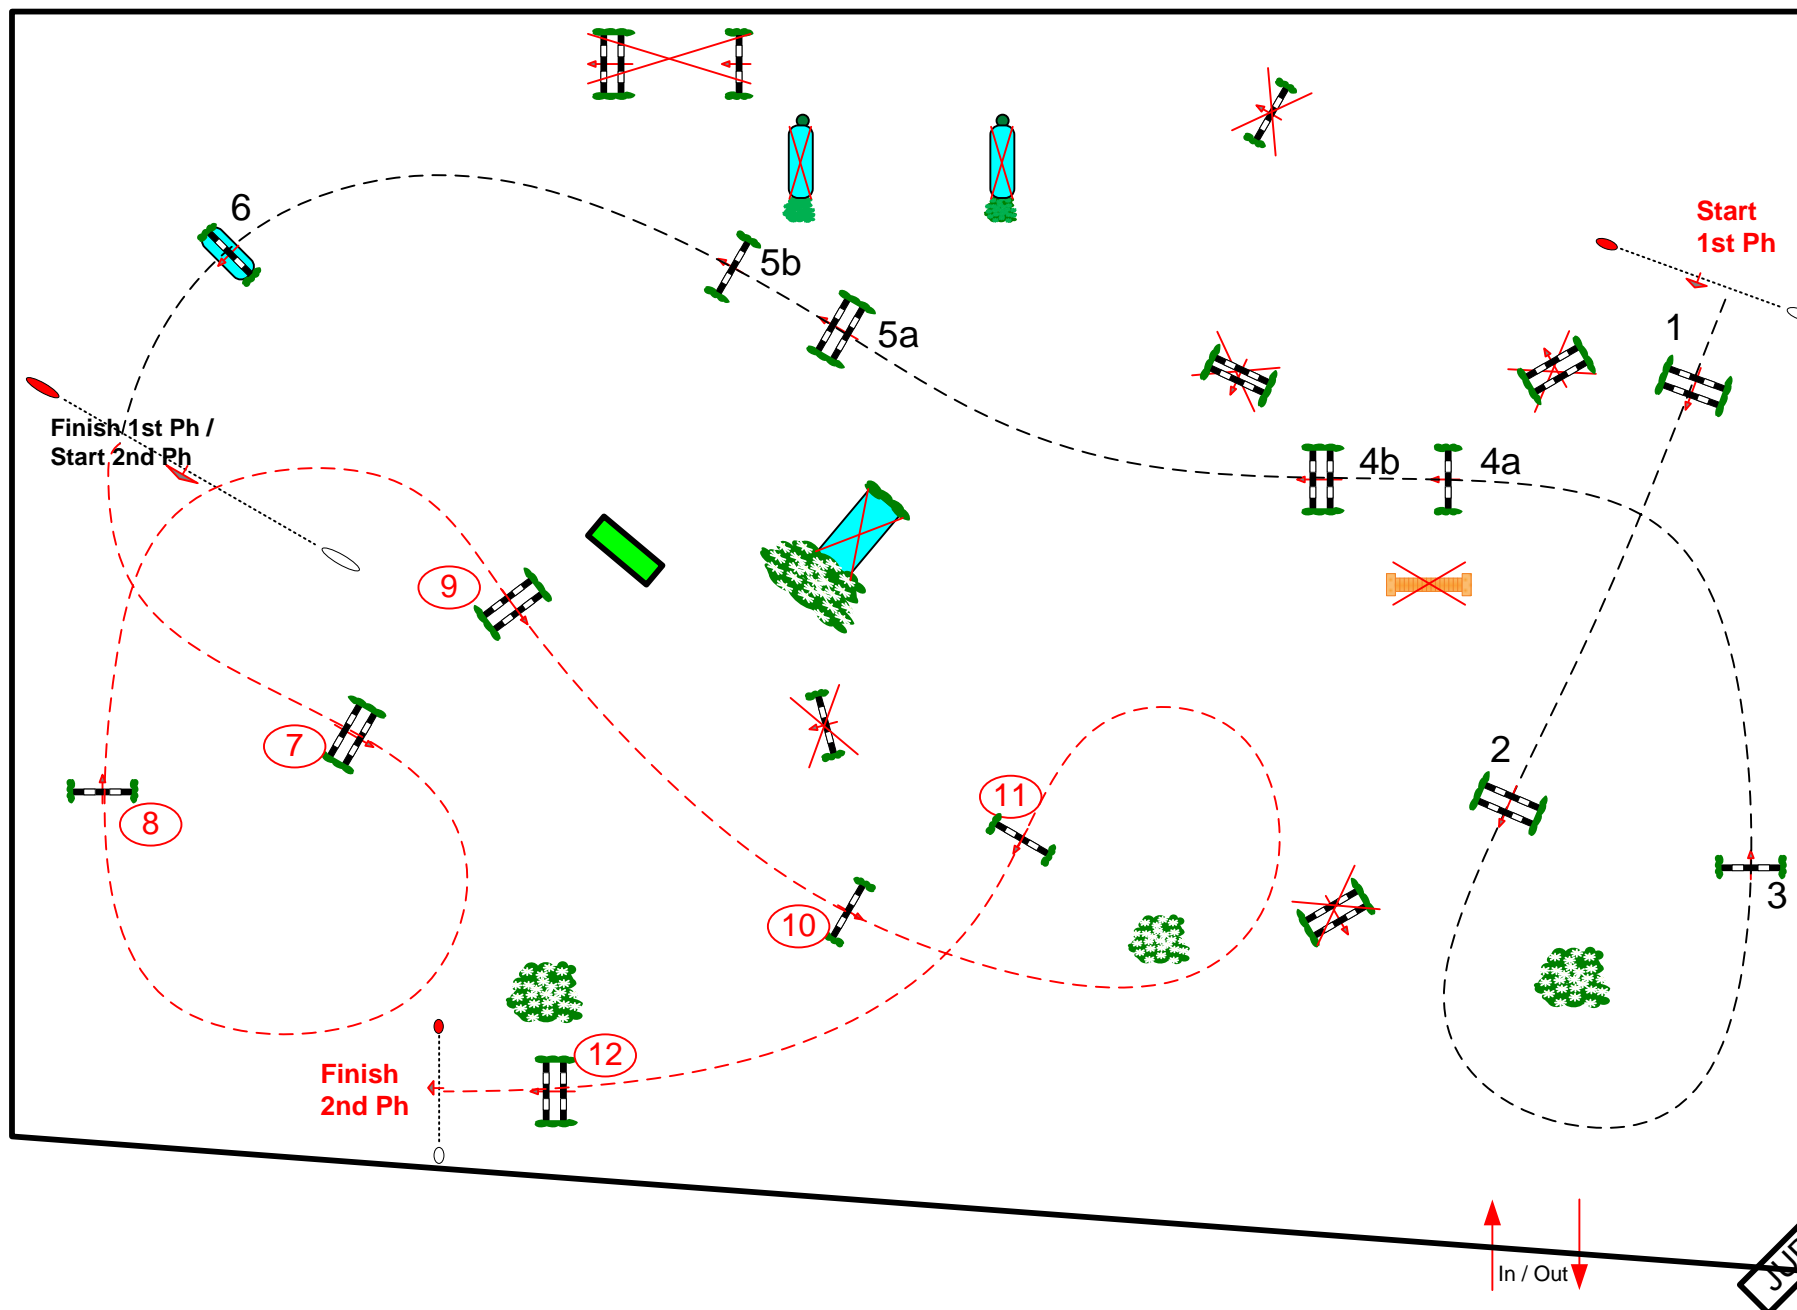 6
5b
5a
Start
1st Ph
1
4b
4a
Finish/1st Ph /
Start 2nd Ph
9
7
8
2
3
11
10
12
Finish
2nd Ph
In / Out